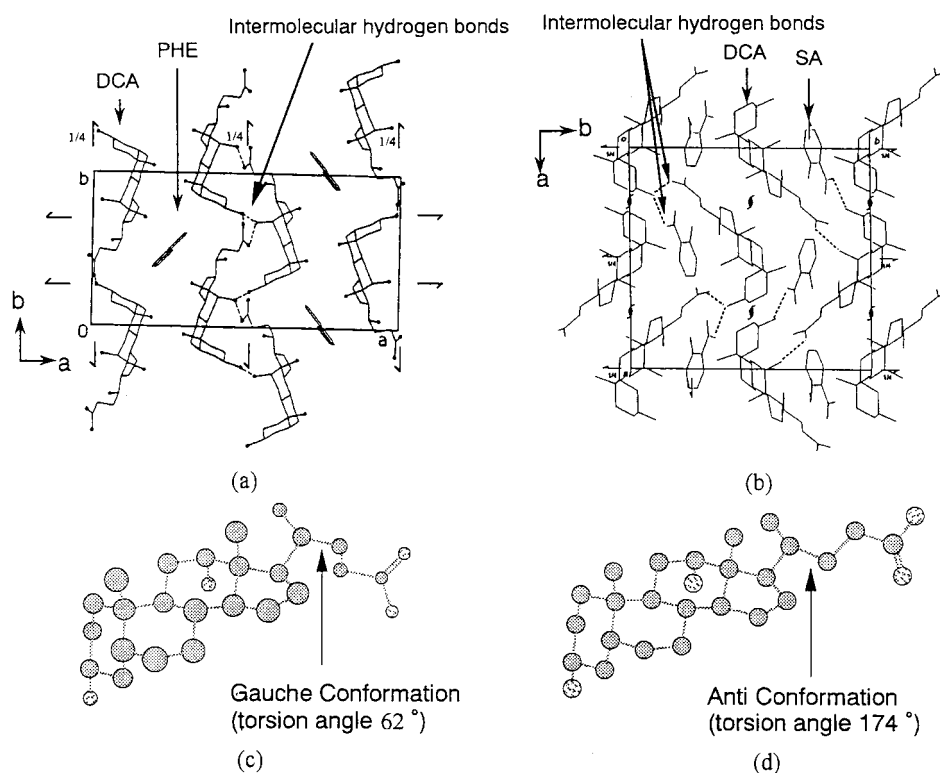 Intermolecular hydrogen bonds
PHE
DCA
1/4
1/4
1/4
b
O
a
b
a
(a)
Intermolecular hydrogen bonds
DCA
SA
b
a
o
b
(b)
Gauche Conformation
(torsion angle 62 °)
(c)
Anti Conformation
(torsion angle 174 °)
(d)